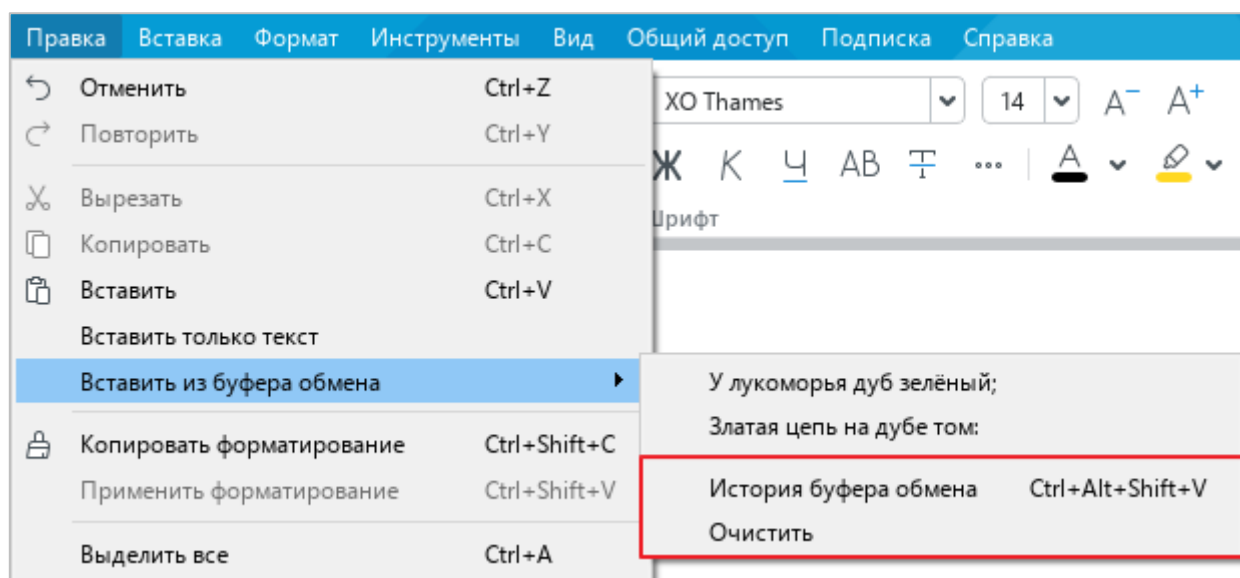 Правка Вставка Формат Инструменты Вид Общий доступ Подписка Справка
Отменить Ctrl+Z
Повторить Ctrl+Y
Вырезать Ctrl+X
Копировать Ctrl+C
Вставить Ctrl+V
Вставить только текст
Вставить из буфера обмена
Копировать форматирование Ctrl+Shift+C
Применить форматирование Ctrl+Shift+V
Выделить все Ctrl+A
XO Thames 14 A− A+
Ж К Ч АВ Т ... А
Шрифт
У лукоморья дуб зелёный;
Златая цепь на дубе том:
История буфера обмена Ctrl+Alt+Shift+V
Очистить